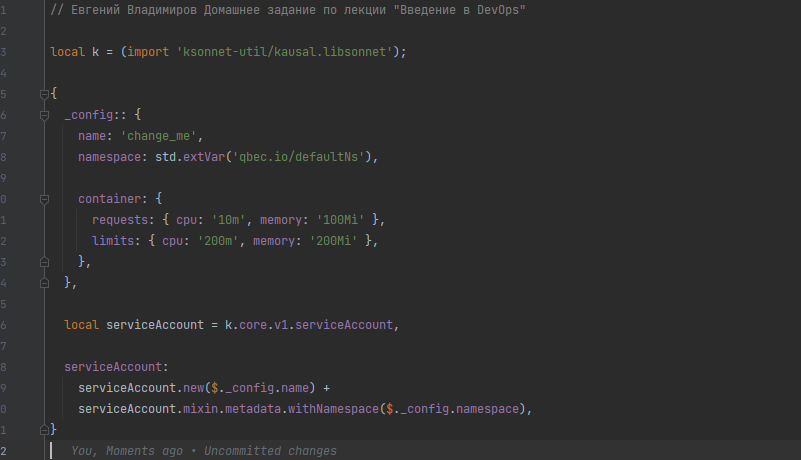 1 // Евгений Владимиров Домашнее задание по лекции "Введение в DevOps"
2
3 local k = (import 'ksonnet-util/kausal.libsonnet');
4
5 {
6   _config:: {
7     name: 'change_me',
8     namespace: std.extVar('qbec.io/defaultNs'),
9
0     container: {
1       requests: { cpu: '10m', memory: '100Mi' },
2       limits: { cpu: '200m', memory: '200Mi' },
3     },
4   },
5
6   local serviceAccount = k.core.v1.serviceAccount,
7
8   serviceAccount:
9     serviceAccount.new($._config.name) +
0     serviceAccount.mixin.metadata.withNamespace($._config.namespace),
1 }
2 You, Moments ago • Uncommitted changes